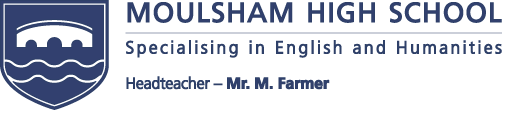 MOULSHAM HIGH SCHOOL
Specialising in English and Humanities
Headteacher – Mr. M. Farmer